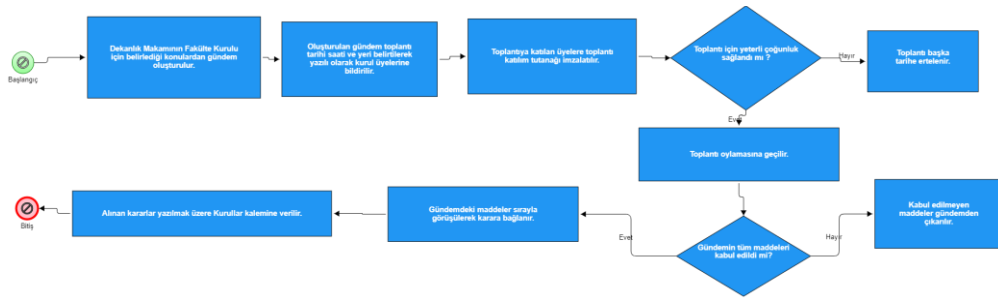 Başlangıç
Dekanlık Makamının Fakülte Kurulu
için belirlediği konulardan gündem
oluşturulur.
Oluşturulan gündem toplantı
tarihi saati ve yeri belirtilerek
yazılı olarak kurul üyelerine
bildirilir.
Toplantıya katılan üyelere toplantı
katılım tutanağı imzalatılır.
Toplantı için yeterli çoğunluk
sağlandı mı ?
Hayır
Toplantı başka
tarihe ertelenir.
Evet
Toplantı oylamasına geçilir.
Gündemin tüm maddeleri
kabul edildi mi?
Hayır
Kabul edilmeyen
maddeler gündemden
çıkarılır.
Evet
Gündemdeki maddeler sırayla
görüşülerek karara bağlanır.
Alınan kararlar yazılmak üzere Kurullar kalemine verilir.
Bitiş